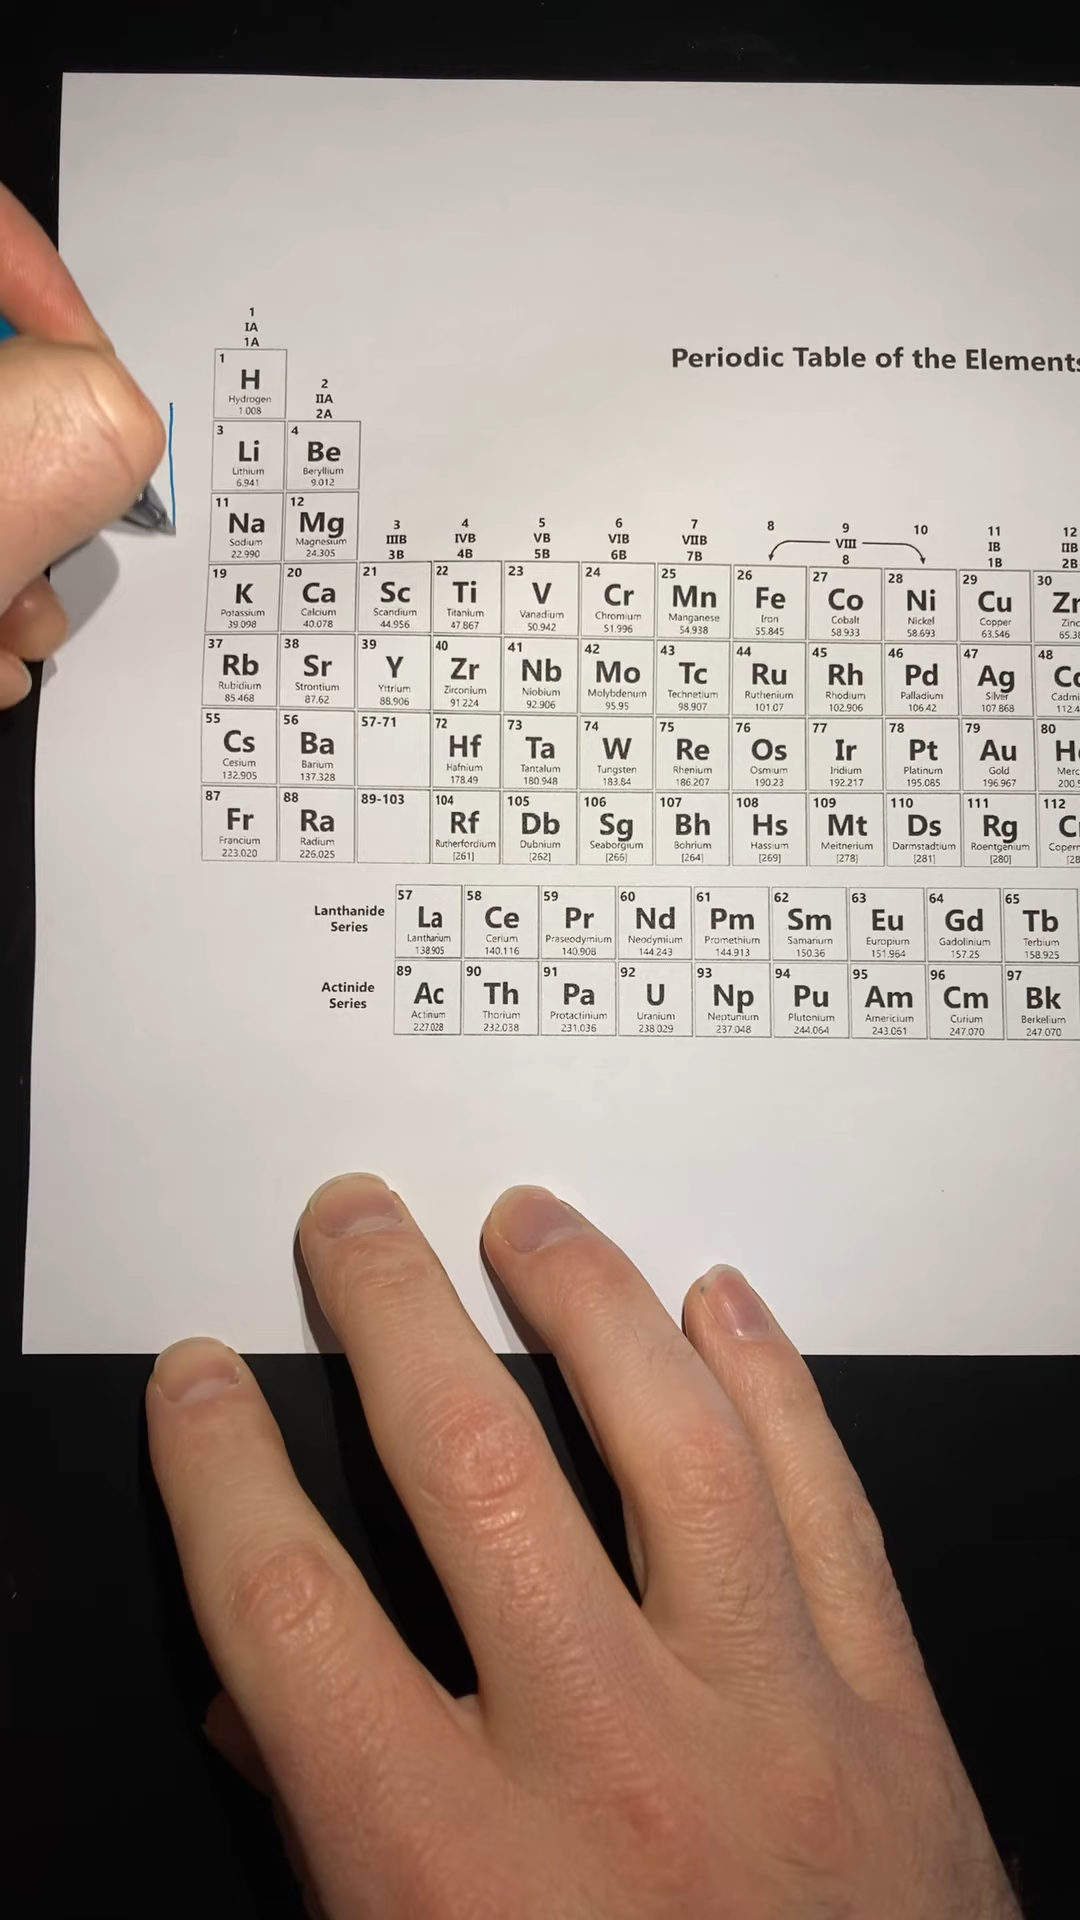 1
IA
1A
Periodic Table of the Elements
1
H
Hydrogen
1.008
2
IIA
2A
3
Li
Lithium
6.941
4
Be
Beryllium
9.012
11
Na
Sodium
22.990
12
Mg
Magnesium
24.305
3
IIIB
3B
4
IVB
4B
5
VB
5B
6
VIB
6B
7
VIIB
7B
8
9
VIII
8
10
11
IB
1B
12
IIB
2B
19
K
Potassium
39.098
20
Ca
Calcium
40.078
21
Sc
Scandium
44.956
22
Ti
Titanium
47.867
23
V
Vanadium
50.942
24
Cr
Chromium
51.996
25
Mn
Manganese
54.938
26
Fe
Iron
55.845
27
Co
Cobalt
58.933
28
Ni
Nickel
58.693
29
Cu
Copper
63.546
30
Zn
Zinc
65.3
37
Rb
Rubidium
85.468
38
Sr
Strontium
87.62
39
Y
Yttrium
88.906
40
Zr
Zirconium
91.224
41
Nb
Niobium
92.906
42
Mo
Molybdenum
95.95
43
Tc
Technetium
98.907
44
Ru
Ruthenium
101.07
45
Rh
Rhodium
102.906
46
Pd
Palladium
106.42
47
Ag
Silver
107.868
48
Cd
Cadmi
112.4
55
Cs
Cesium
132.905
56
Ba
Barium
137.328
57-71
72
Hf
Hafnium
178.49
73
Ta
Tantalum
180.948
74
W
Tungsten
183.84
75
Re
Rhenium
186.207
76
Os
Osmium
190.23
77
Ir
Iridium
192.217
78
Pt
Platinum
195.085
79
Au
Gold
196.967
80
H
Merc
200.5
87
Fr
Francium
223.020
88
Ra
Radium
226.025
89-103
104
Rf
Rutherfordium
[261]
105
Db
Dubnium
[262]
106
Sg
Seaborgium
[266]
107
Bh
Bohrium
[264]
108
Hs
Hassium
[269]
109
Mt
Meitnerium
[278]
110
Ds
Darmstadtium
[281]
111
Rg
Roentgenium
[280]
112
C
Copern
[28
Lanthanide
Series
57
La
Lanthanum
138.905
58
Ce
Cerium
140.116
59
Pr
Praseodymium
140.908
60
Nd
Neodymium
144.243
61
Pm
Promethium
144.913
62
Sm
Samarium
150.36
63
Eu
Europium
151.964
64
Gd
Gadolinium
157.25
65
Tb
Terbium
158.925
Actinide
Series
89
Ac
Actinium
227.028
90
Th
Thorium
232.038
91
Pa
Protactinium
231.036
92
U
Uranium
238.029
93
Np
Neptunium
237.048
94
Pu
Plutonium
244.064
95
Am
Americium
243.061
96
Cm
Curium
247.070
97
Bk
Berkelium
247.070